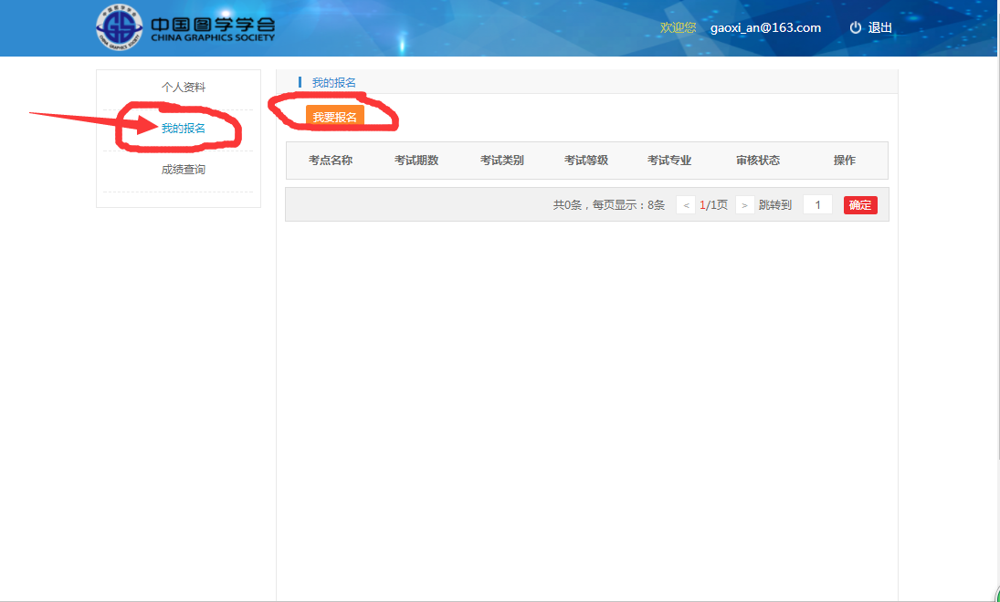 中国图学学会
CHINA GRAPHICS SOCIETY
欢迎您 gaoxi_an@163.com 退出
个人资料
我的报名
成绩查询
我的报名
我要报名
考点名称 考试期数 考试类别 考试等级 考试专业 审核状态 操作
共0条，每页显示：8条 < 1/1页 > 跳转到 1 确定